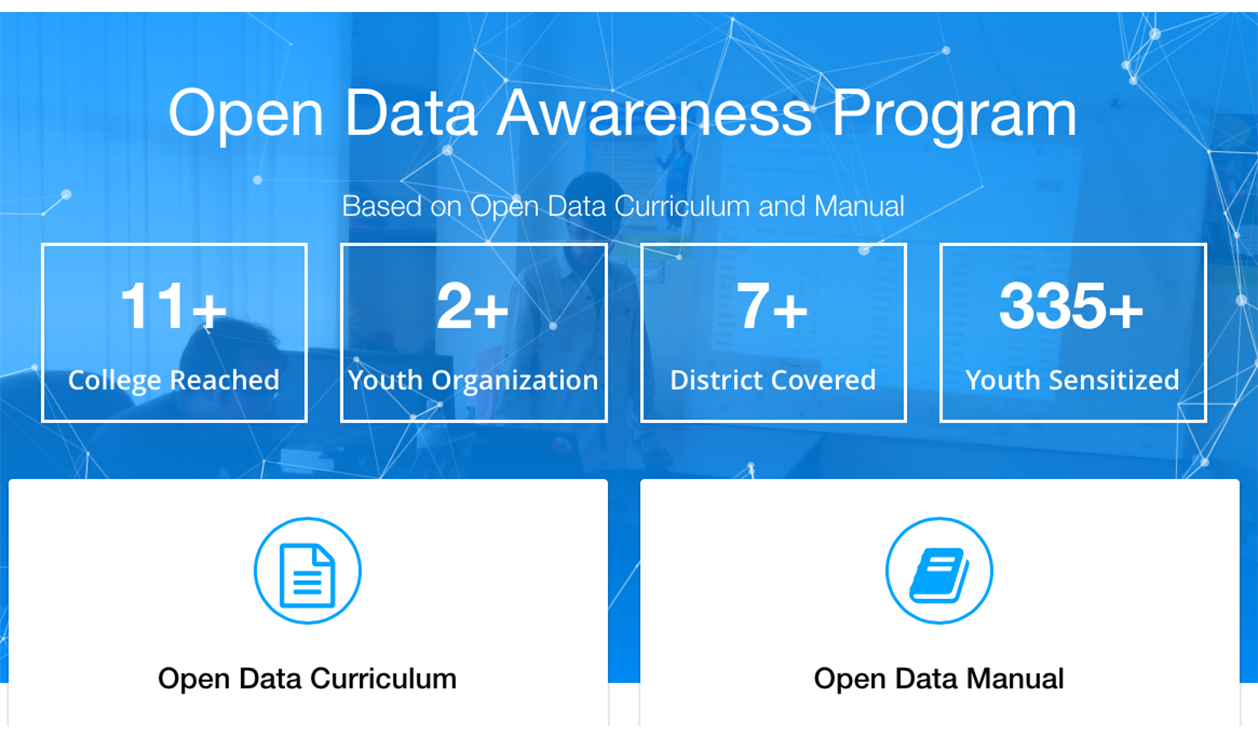 Open Data Awareness Program
Based on Open Data Curriculum and Manual
11+
College Reached
2+
Youth Organization
7+
District Covered
335+
Youth Sensitized
Open Data Curriculum
Open Data Manual